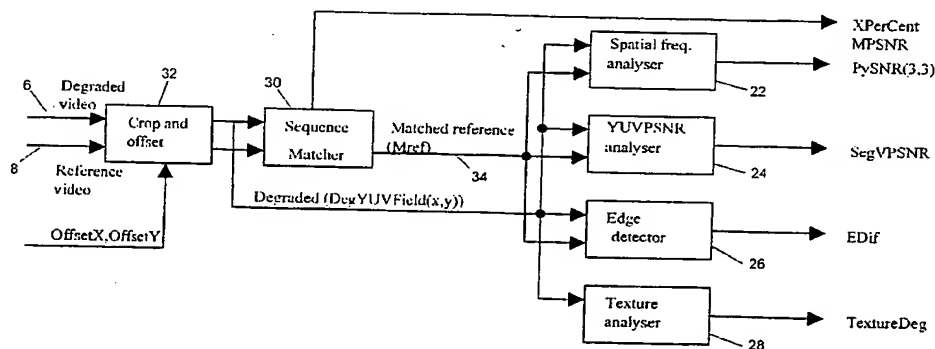 XPerCent
MPSNR
PySNR(3,3)
Spatial freq.
analyser
22
32
30
6
Degraded
video
Crop and
offset
Sequence
Matcher
Matched reference
(Mref)
34
YUVPSNR
analyser
24
SegVPSNR
8
Reference
video
Degraded (DegYUVField(x,y))
OffsetX,OffsetY
Edge
detector
26
EDif
Texture
analyser
28
TextureDeg